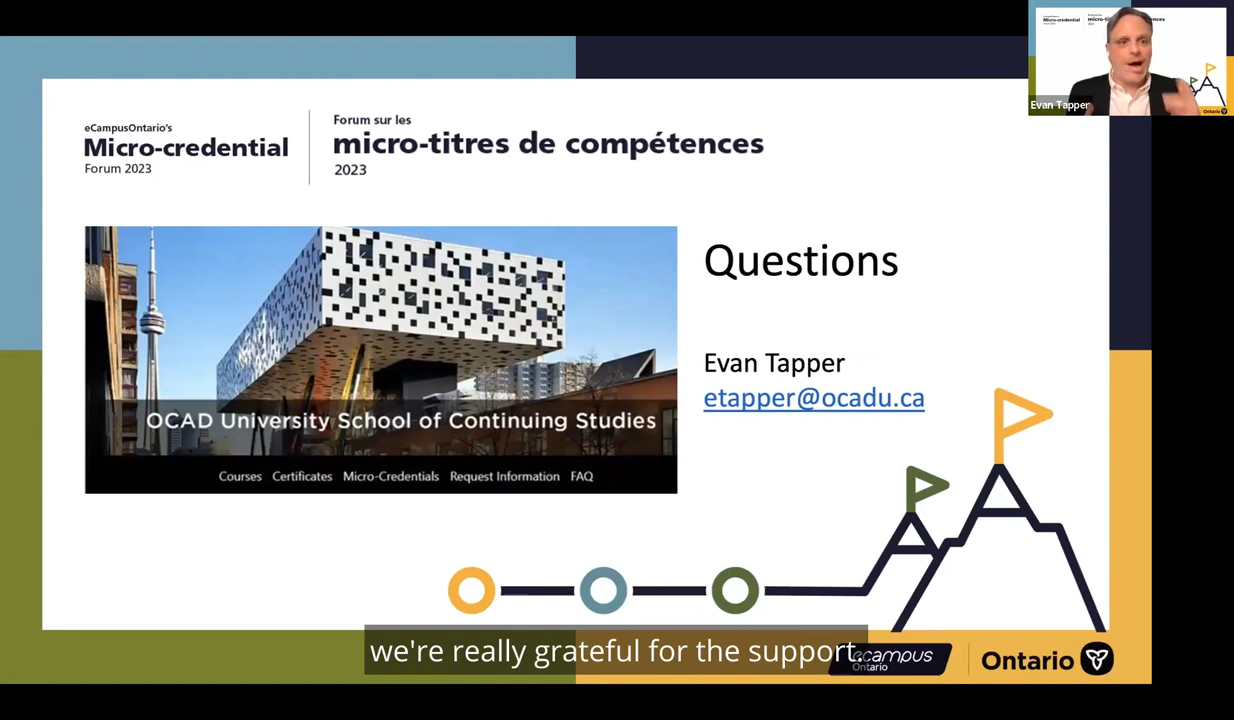 eCampusOntario's
Micro-credential
Forum 2023
Forum sur les
micro-titres de compétences
2023
Evan Tapper
OCAD University School of Continuing Studies
Courses Certificates Micro-Credentials Request Information FAQ
Questions
Evan Tapper
etapper@ocadu.ca
we're really grateful for the support.
campus
Ontario
Ontario